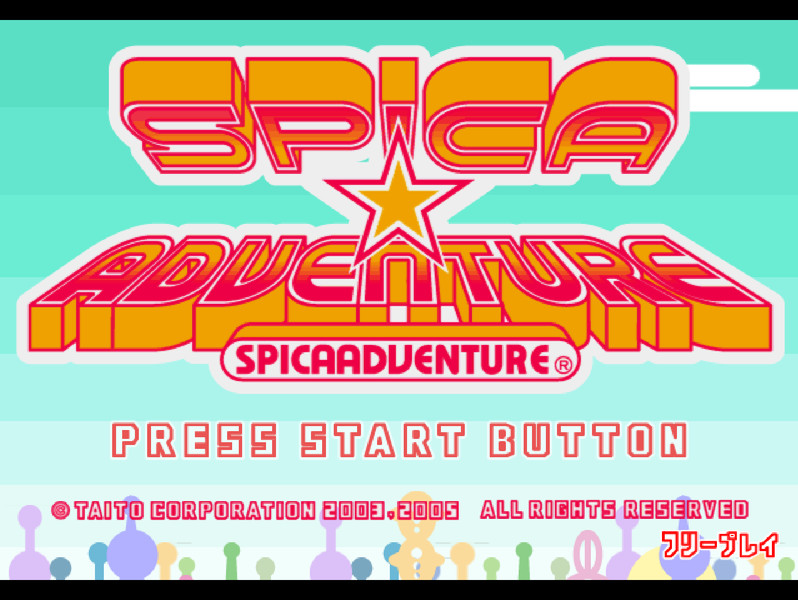 SPICA
ADVENTURE
SPICAADVENTURE®
PRESS START BUTTON
© TAITO CORPORATION 2003,2005 ALL RIGHTS RESERVED
フリープレイ